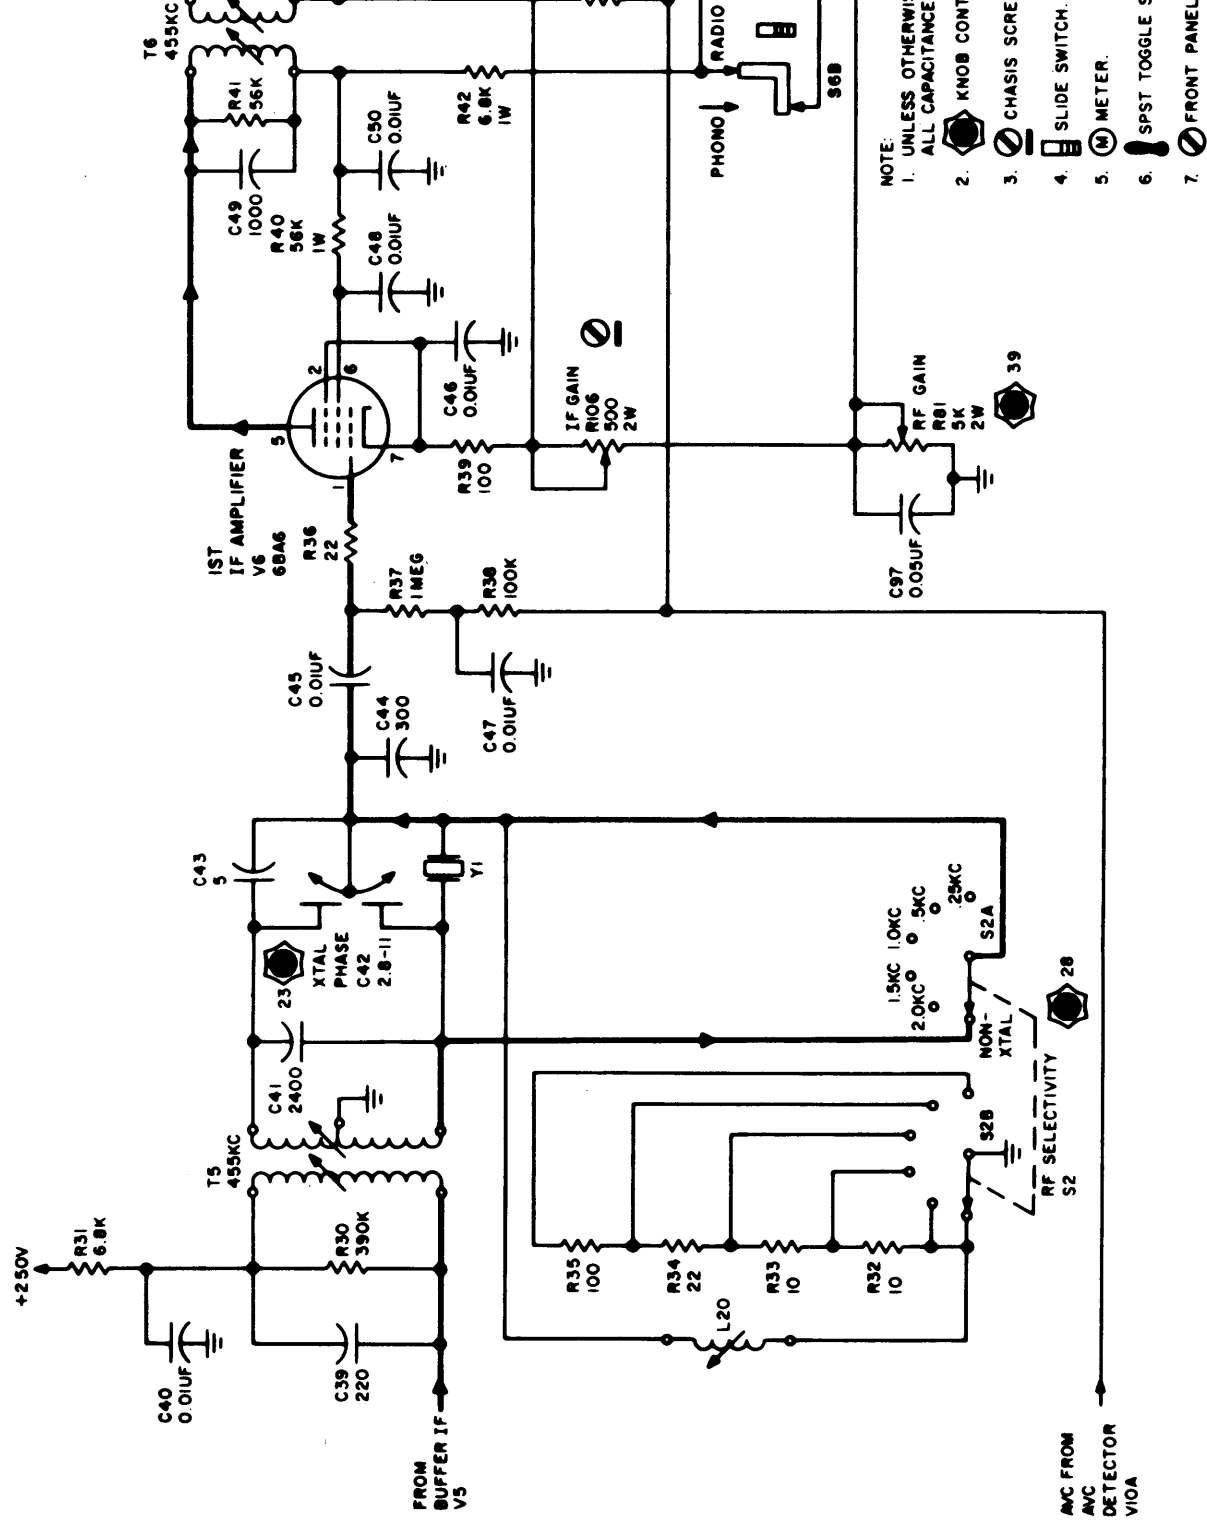 T6
455KC
R41
56K
C49
1000
R40
56K
1W
C50
0.01UF
C48
0.01UF
R42
6.8K
1W
RADIO
PHONO
S6B
NOTE:
1. UNLESS OTHERWIS
ALL CAPACITANCE
2. KNOB CONT
3. CHASIS SCRE
4. SLIDE SWITCH.
5. M METER.
6. SPST TOGGLE S
7. FRONT PANEL
1ST
IF AMPLIFIER
V6
6BA6
5
2
6
1
7
C46
0.01UF
R39
100
IF GAIN
R106
500
2W
RF GAIN
R81
5K
2W
39
C97
0.05UF
R36
22
R37
1MEG
R38
100K
C45
0.01UF
C44
300
C47
0.01UF
C43
5
23
XTAL
PHASE
C42
2.8-11
Y1
C41
2400
T5
455KC
NON-
XTAL
2.0KC
1.5KC
1.0KC
.5KC
.25KC
S2A
28
S2B
RF SELECTIVITY
S2
R35
100
R34
22
R33
10
R32
10
L20
+250V
R31
6.8K
R30
390K
C40
0.01UF
C39
220
FROM
BUFFER IF
V5
AVC FROM
AVC
DETECTOR
V10A